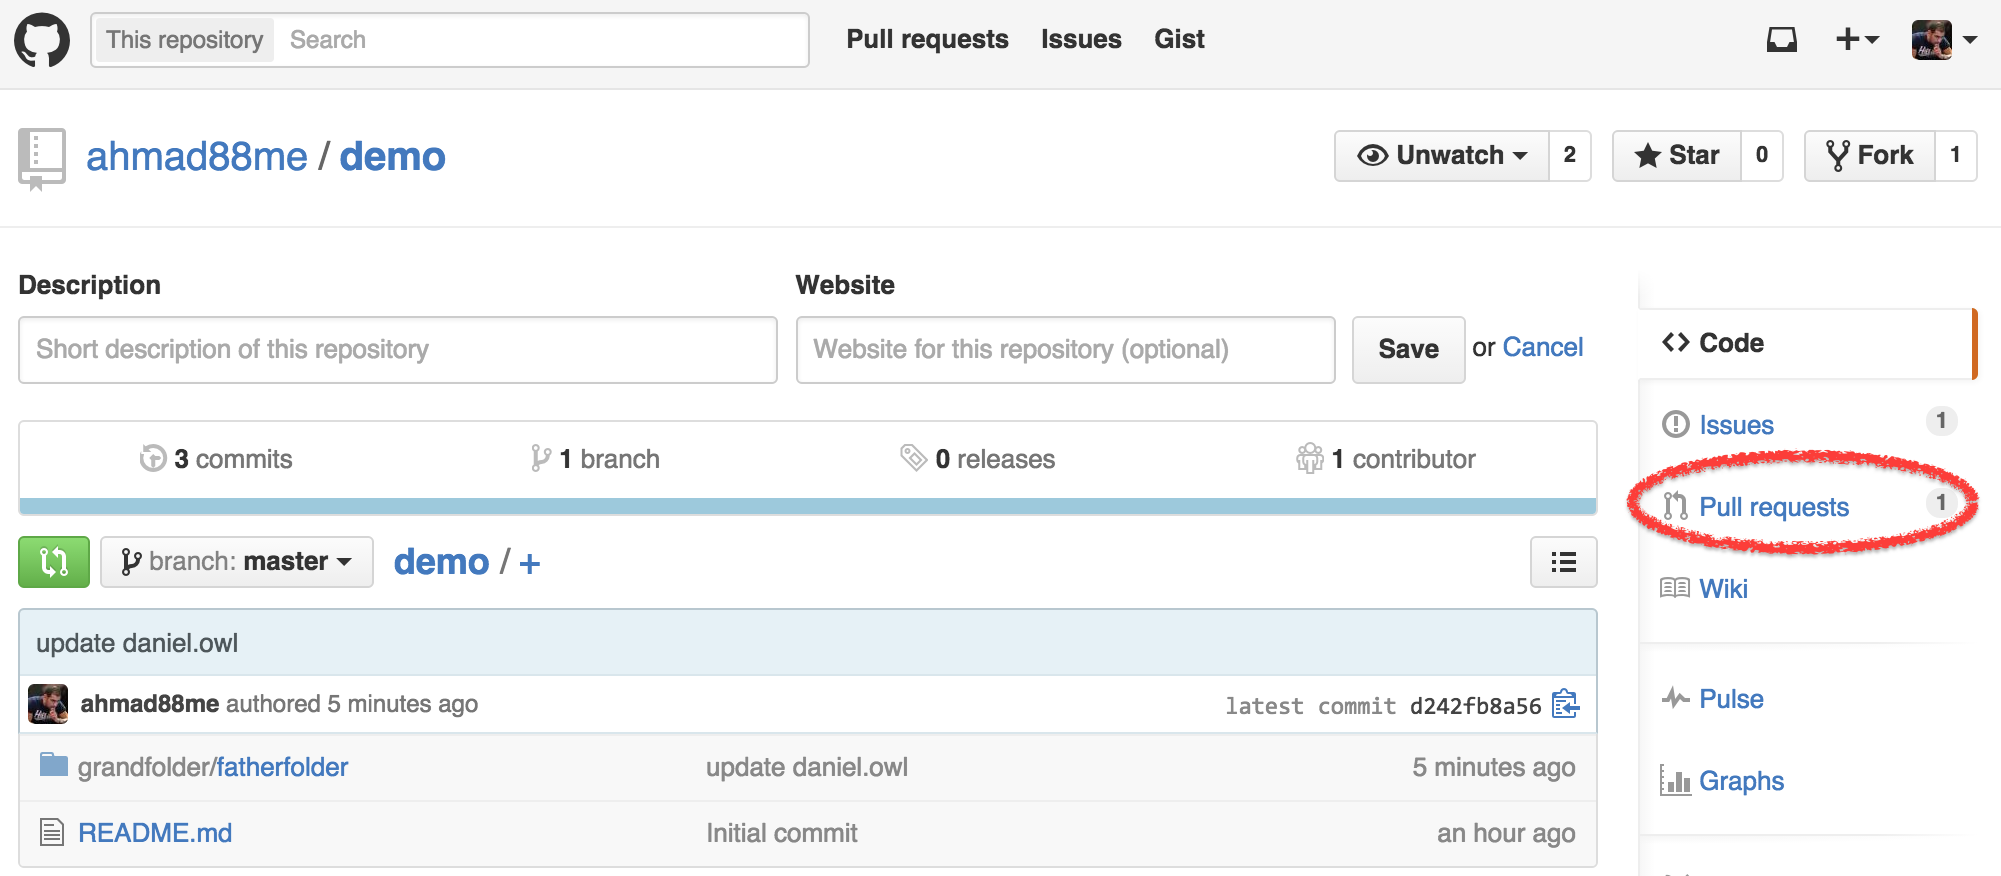 This repository Search Pull requests Issues Gist
ahmad88me / demo Unwatch 2 Star 0 Fork 1
Description Website
Short description of this repository Website for this repository (optional) Save or Cancel
3 commits 1 branch 0 releases 1 contributor
branch: master demo / +
update daniel.owl
ahmad88me authored 5 minutes ago latest commit d242fb8a56
grandfolder/fatherfolder update daniel.owl 5 minutes ago
README.md Initial commit an hour ago
Code
Issues 1
Pull requests 1
Wiki
Pulse
Graphs